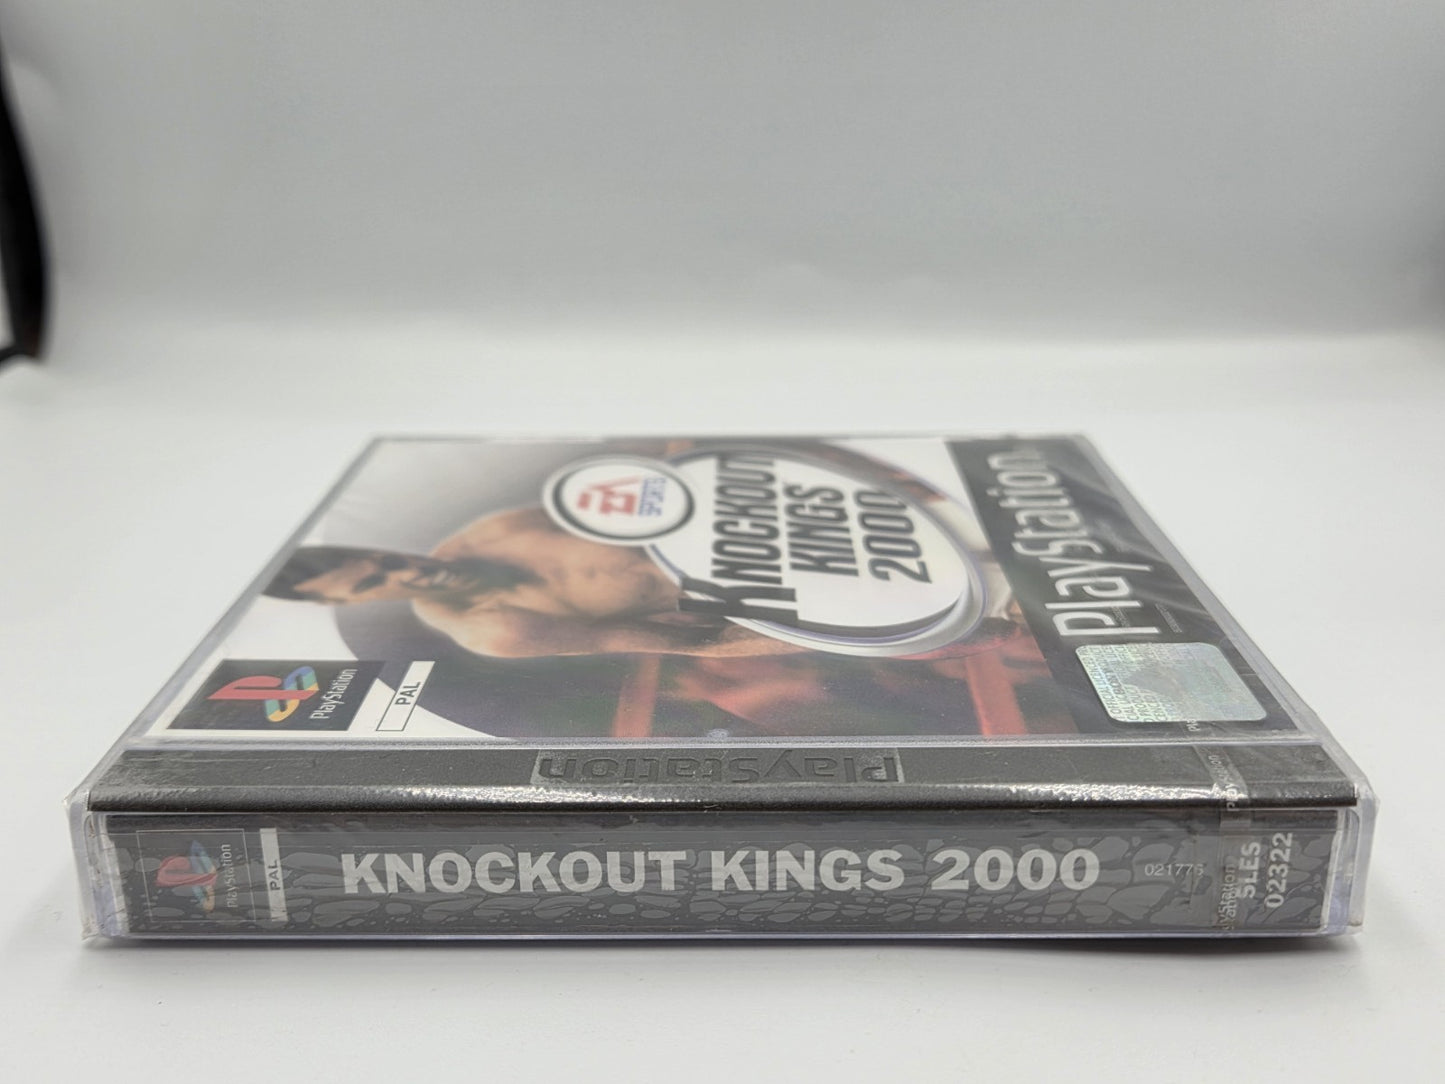 EA
SPORTS
KNOCKOUT
KINGS
2000
PlayStation
PlayStation
PAL
PlayStation
PlayStation
PAL
KNOCKOUT KINGS 2000
021776
SLES
02322